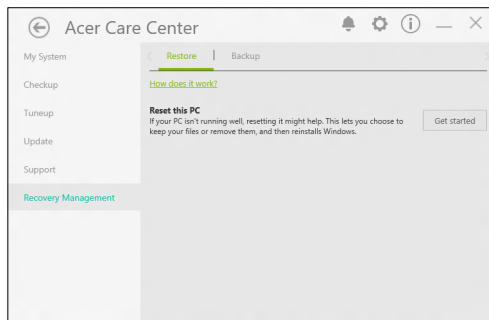 Acer Care Center
My System
Restore
Backup
Checkup
How does it work?
Tuneup
Reset this PC
If your PC isn't running well, resetting it might help. This lets you choose to
keep your files or remove them, and then reinstalls Windows.
Get started
Update
Support
Recovery Management